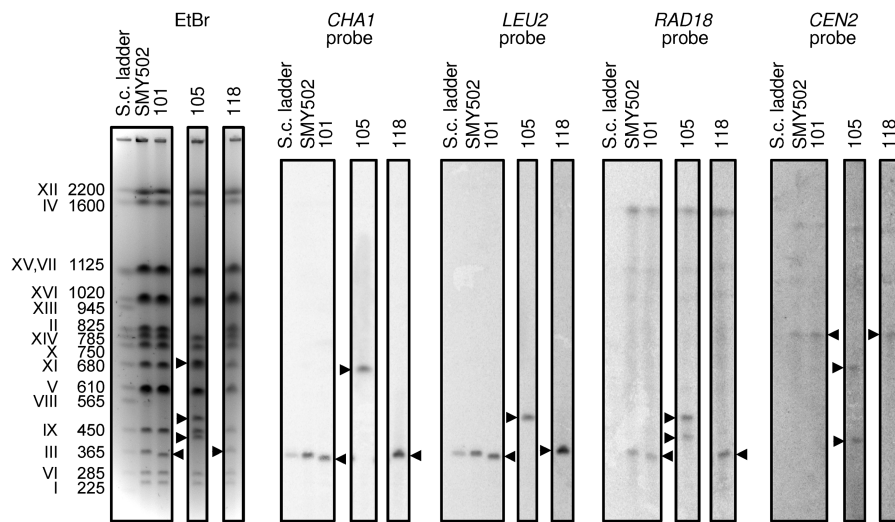 EtBr
CHA1
probe
LEU2
probe
RAD18
probe
CEN2
probe
S.c. ladder
SMY502
101
105
118
S.c. ladder
SMY502
101
105
118
S.c. ladder
SMY502
101
105
118
S.c. ladder
SMY502
101
105
118
S.c. ladder
SMY502
101
105
118
XII 2200
IV 1600
XV,VII 1125
XVI 1020
XIII 945
II 825
XIV 785
X 750
XI 680
V 610
VIII 565
IX 450
III 365
VI 285
I 225